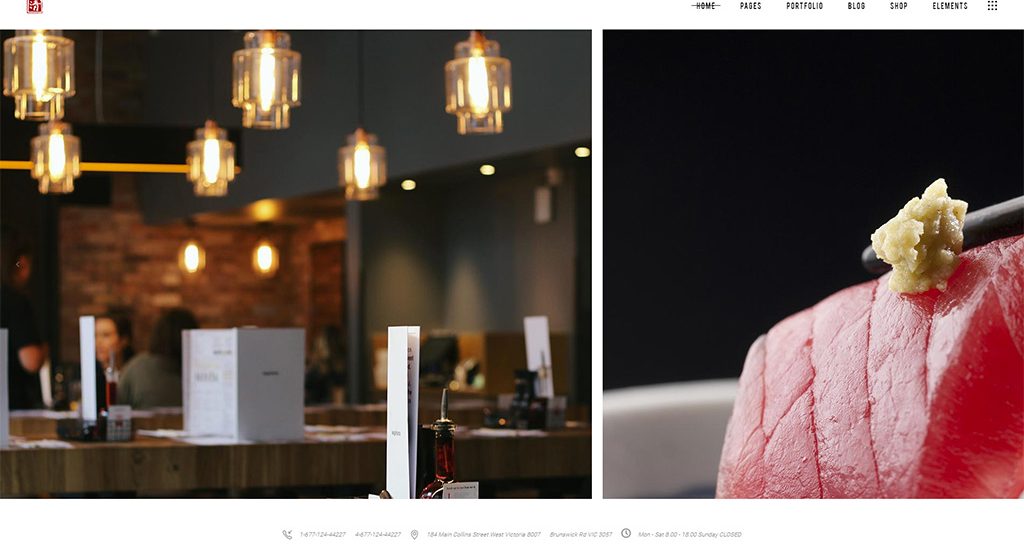 HOME PAGES PORTFOLIO BLOG SHOP ELEMENTS
1-677-124-44227 4-677-124-44227 184 Main Collins Street West Victoria 8007 Brunswick Rd VIC 3057 Mon - Sat 8.00 - 18.00 Sunday CLOSED